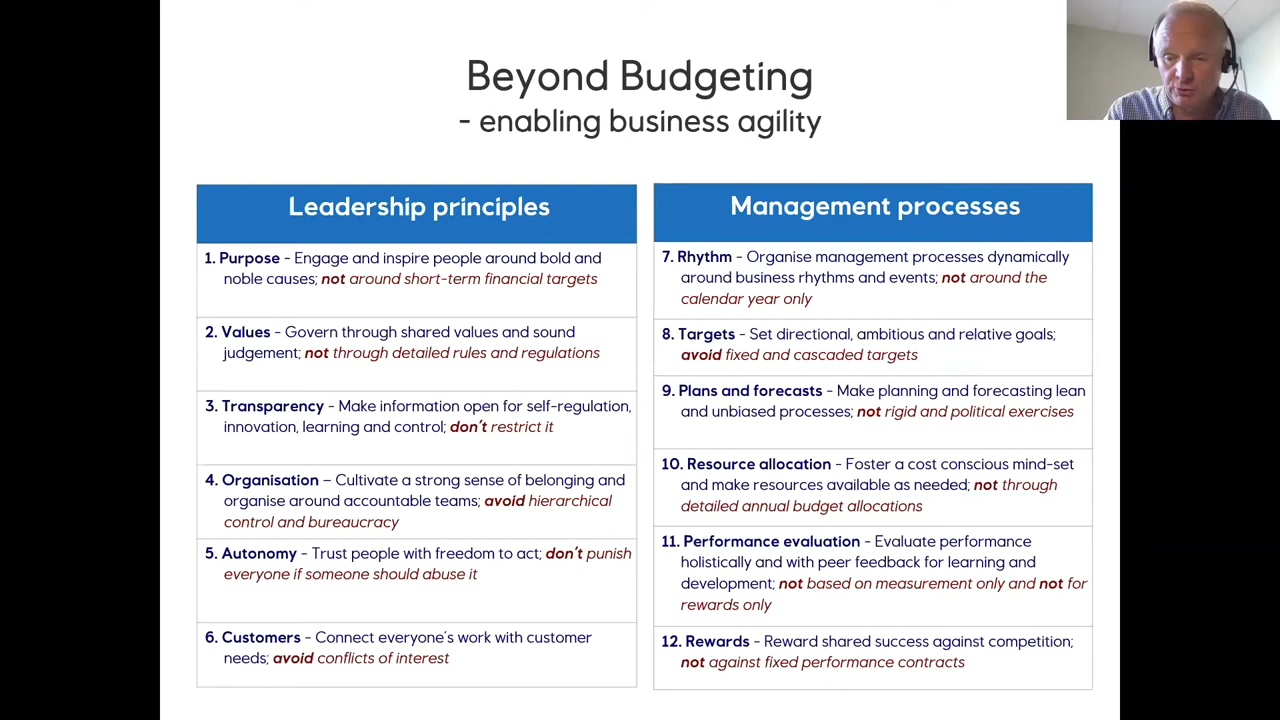 Beyond Budgeting
- enabling business agility
Leadership principles
1. Purpose - Engage and inspire people around bold and
noble causes; not around short-term financial targets
2. Values - Govern through shared values and sound
judgement; not through detailed rules and regulations
3. Transparency - Make information open for self-regulation,
innovation, learning and control; don't restrict it
4. Organisation – Cultivate a strong sense of belonging and
organise around accountable teams; avoid hierarchical
control and bureaucracy
5. Autonomy - Trust people with freedom to act; don't punish
everyone if someone should abuse it
6. Customers - Connect everyone's work with customer
needs; avoid conflicts of interest
Management processes
7. Rhythm - Organise management processes dynamically
around business rhythms and events; not around the
calendar year only
8. Targets - Set directional, ambitious and relative goals;
avoid fixed and cascaded targets
9. Plans and forecasts - Make planning and forecasting lean
and unbiased processes; not rigid and political exercises
10. Resource allocation - Foster a cost conscious mind-set
and make resources available as needed; not through
detailed annual budget allocations
11. Performance evaluation - Evaluate performance
holistically and with peer feedback for learning and
development; not based on measurement only and not for
rewards only
12. Rewards - Reward shared success against competition;
not against fixed performance contracts